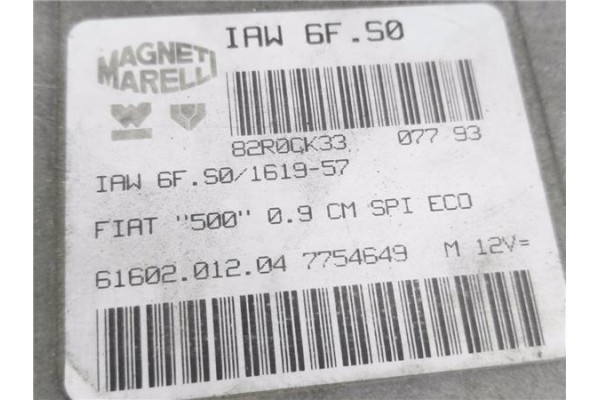 IAW 6F.S0
MAGNETI
MARELLI
82R0CK33 077 93
IAW 6F.S0/1619-57
FIAT "500" 0.9 CM SPI ECO
61602.012.04 7754649 M 12V=